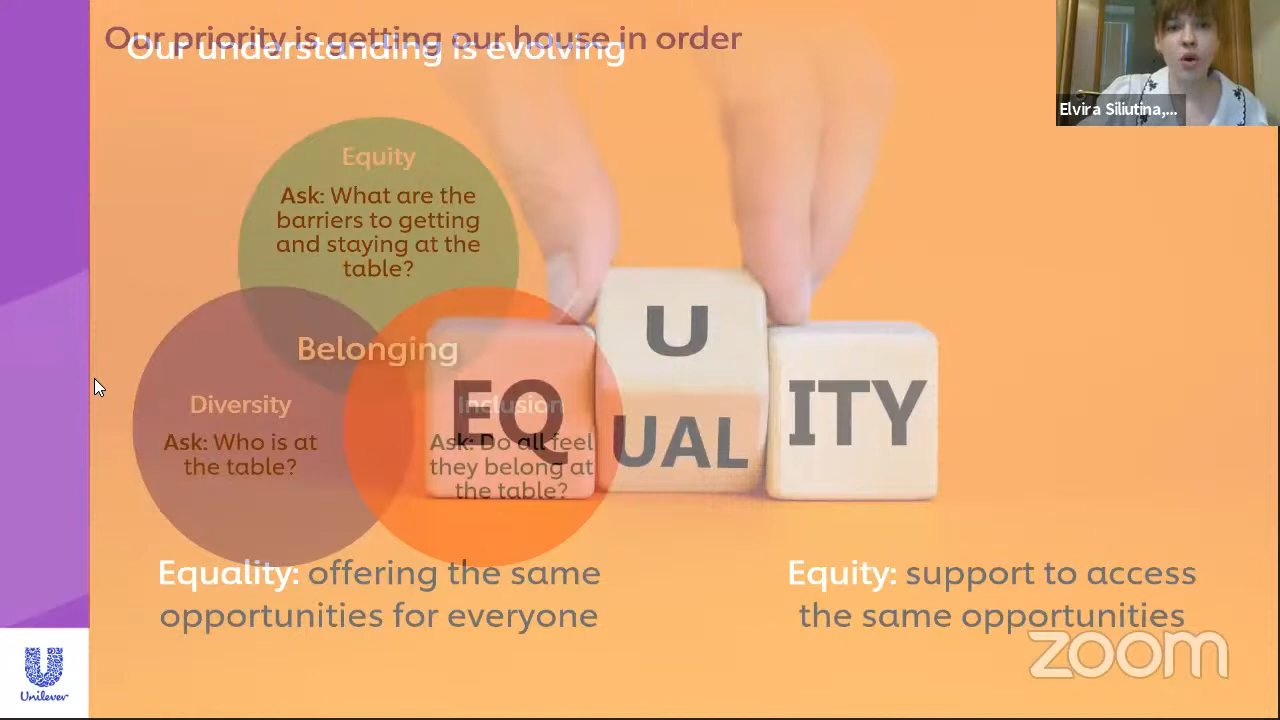 Our priority is getting our house in order
Our understanding is evolving
Elvira Siliutina,...
Equity
Ask: What are the
barriers to getting
and staying at the
table?
Belonging
Diversity
Ask: Who is at
the table?
Inclusion
Ask: Do all feel
they belong at
the table?
U
EQ
UAL
ITY
Equality: offering the same
opportunities for everyone
Equity: support to access
the same opportunities
zoom
Unilever